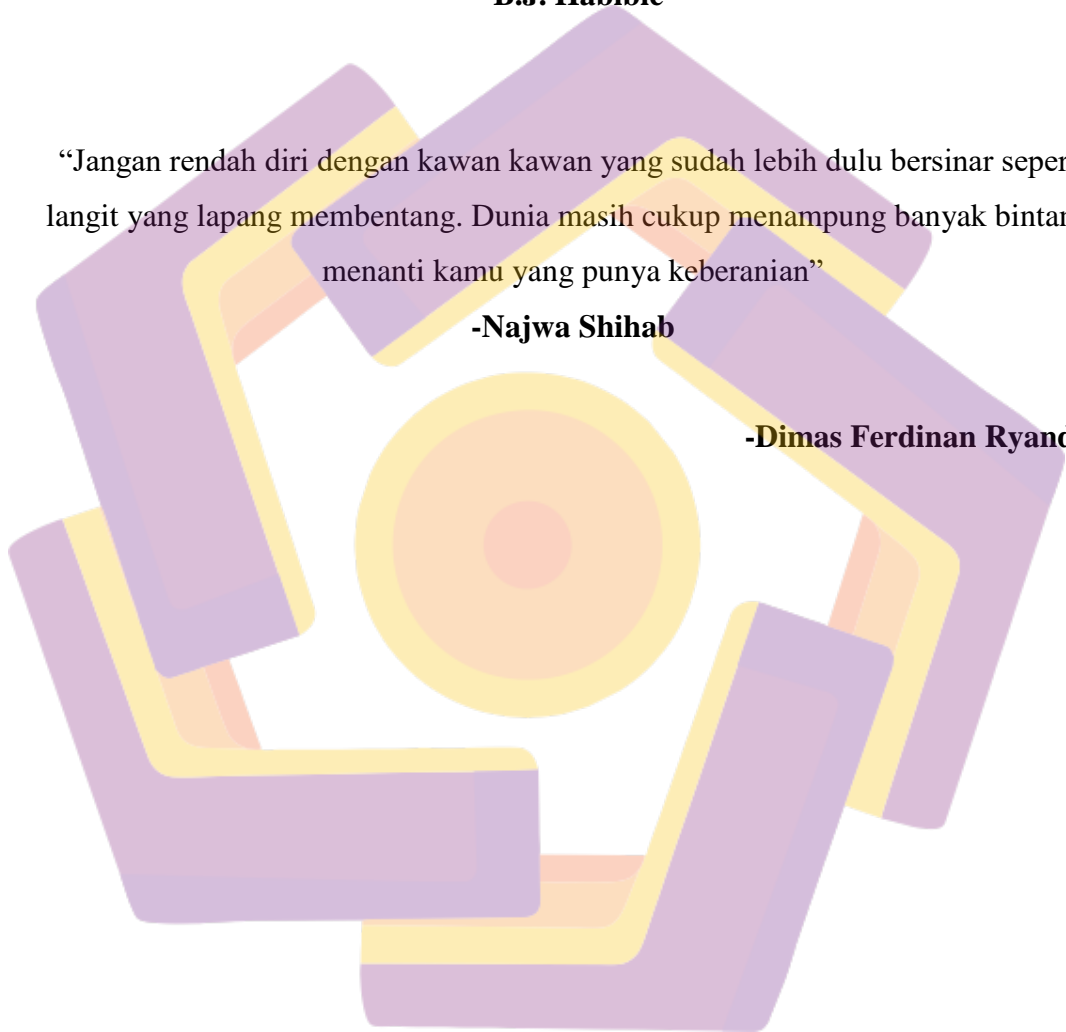 B.J. Habibie
“Jangan rendah diri dengan kawan kawan yang sudah lebih dulu bersinar seper
langit yang lapang membentang. Dunia masih cukup menampung banyak bintan
menanti kamu yang punya keberanian”
-Najwa Shihab
-Dimas Ferdinan Ryand